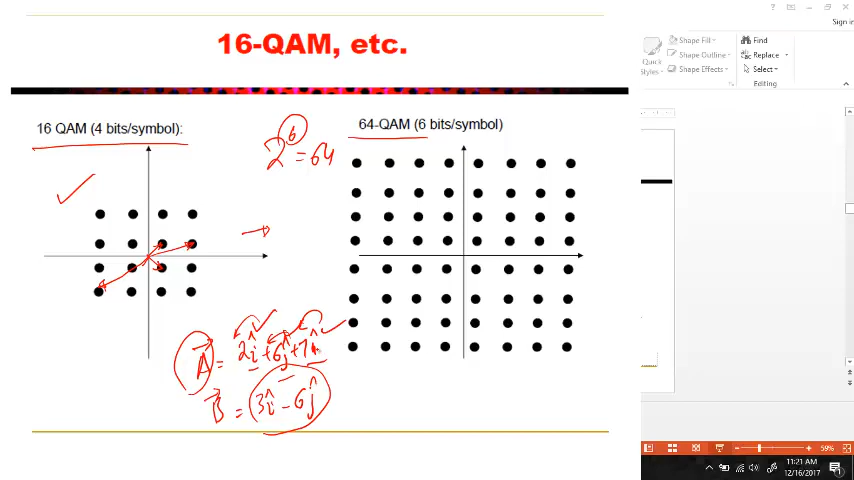 16-QAM, etc.
16 QAM (4 bits/symbol):
64-QAM (6 bits/symbol)
2⁶ = 64
A⃗ = 2î + 6ĵ + 7k̂
B⃗ = (3î - 6ĵ)
Sign in
Shape Fill
Shape Outline
Shape Effects
Quick
Styles
Find
Replace
Select
Editing
59%
11:21 AM
12/16/2017